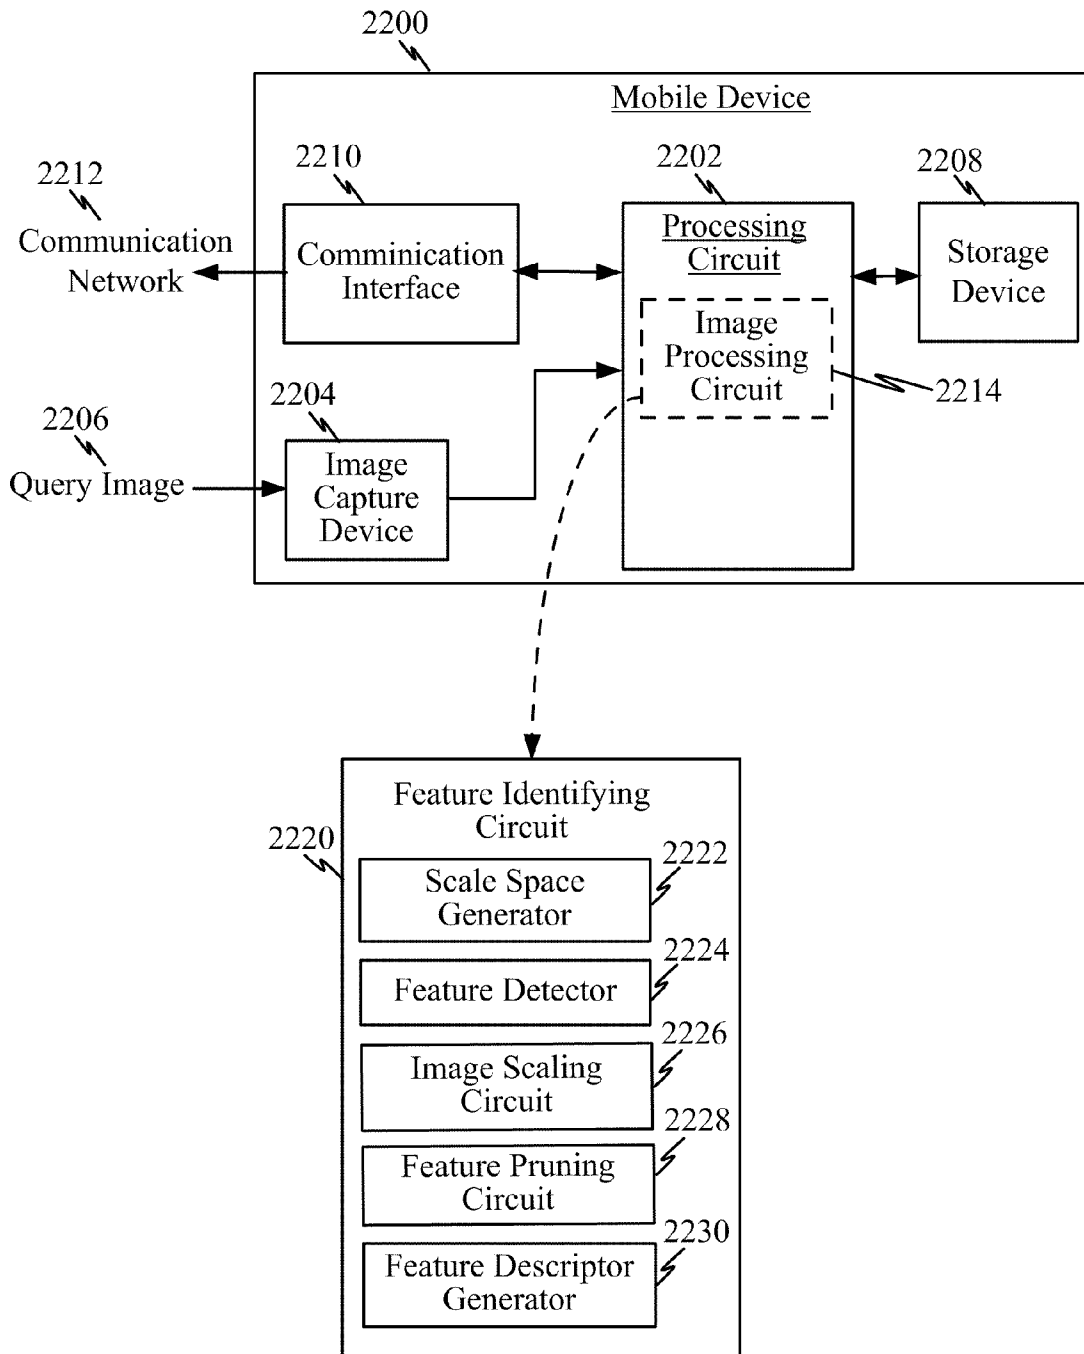 2200
Mobile Device
2212
Communication
Network
2210
Comminication
Interface
2202
Processing
Circuit
Image
Processing
Circuit
2214
2208
Storage
Device
2206
Query Image
2204
Image
Capture
Device
Feature Identifying
Circuit
2220
2222
Scale Space
Generator
2224
Feature Detector
2226
Image Scaling
Circuit
2228
Feature Pruning
Circuit
2230
Feature Descriptor
Generator